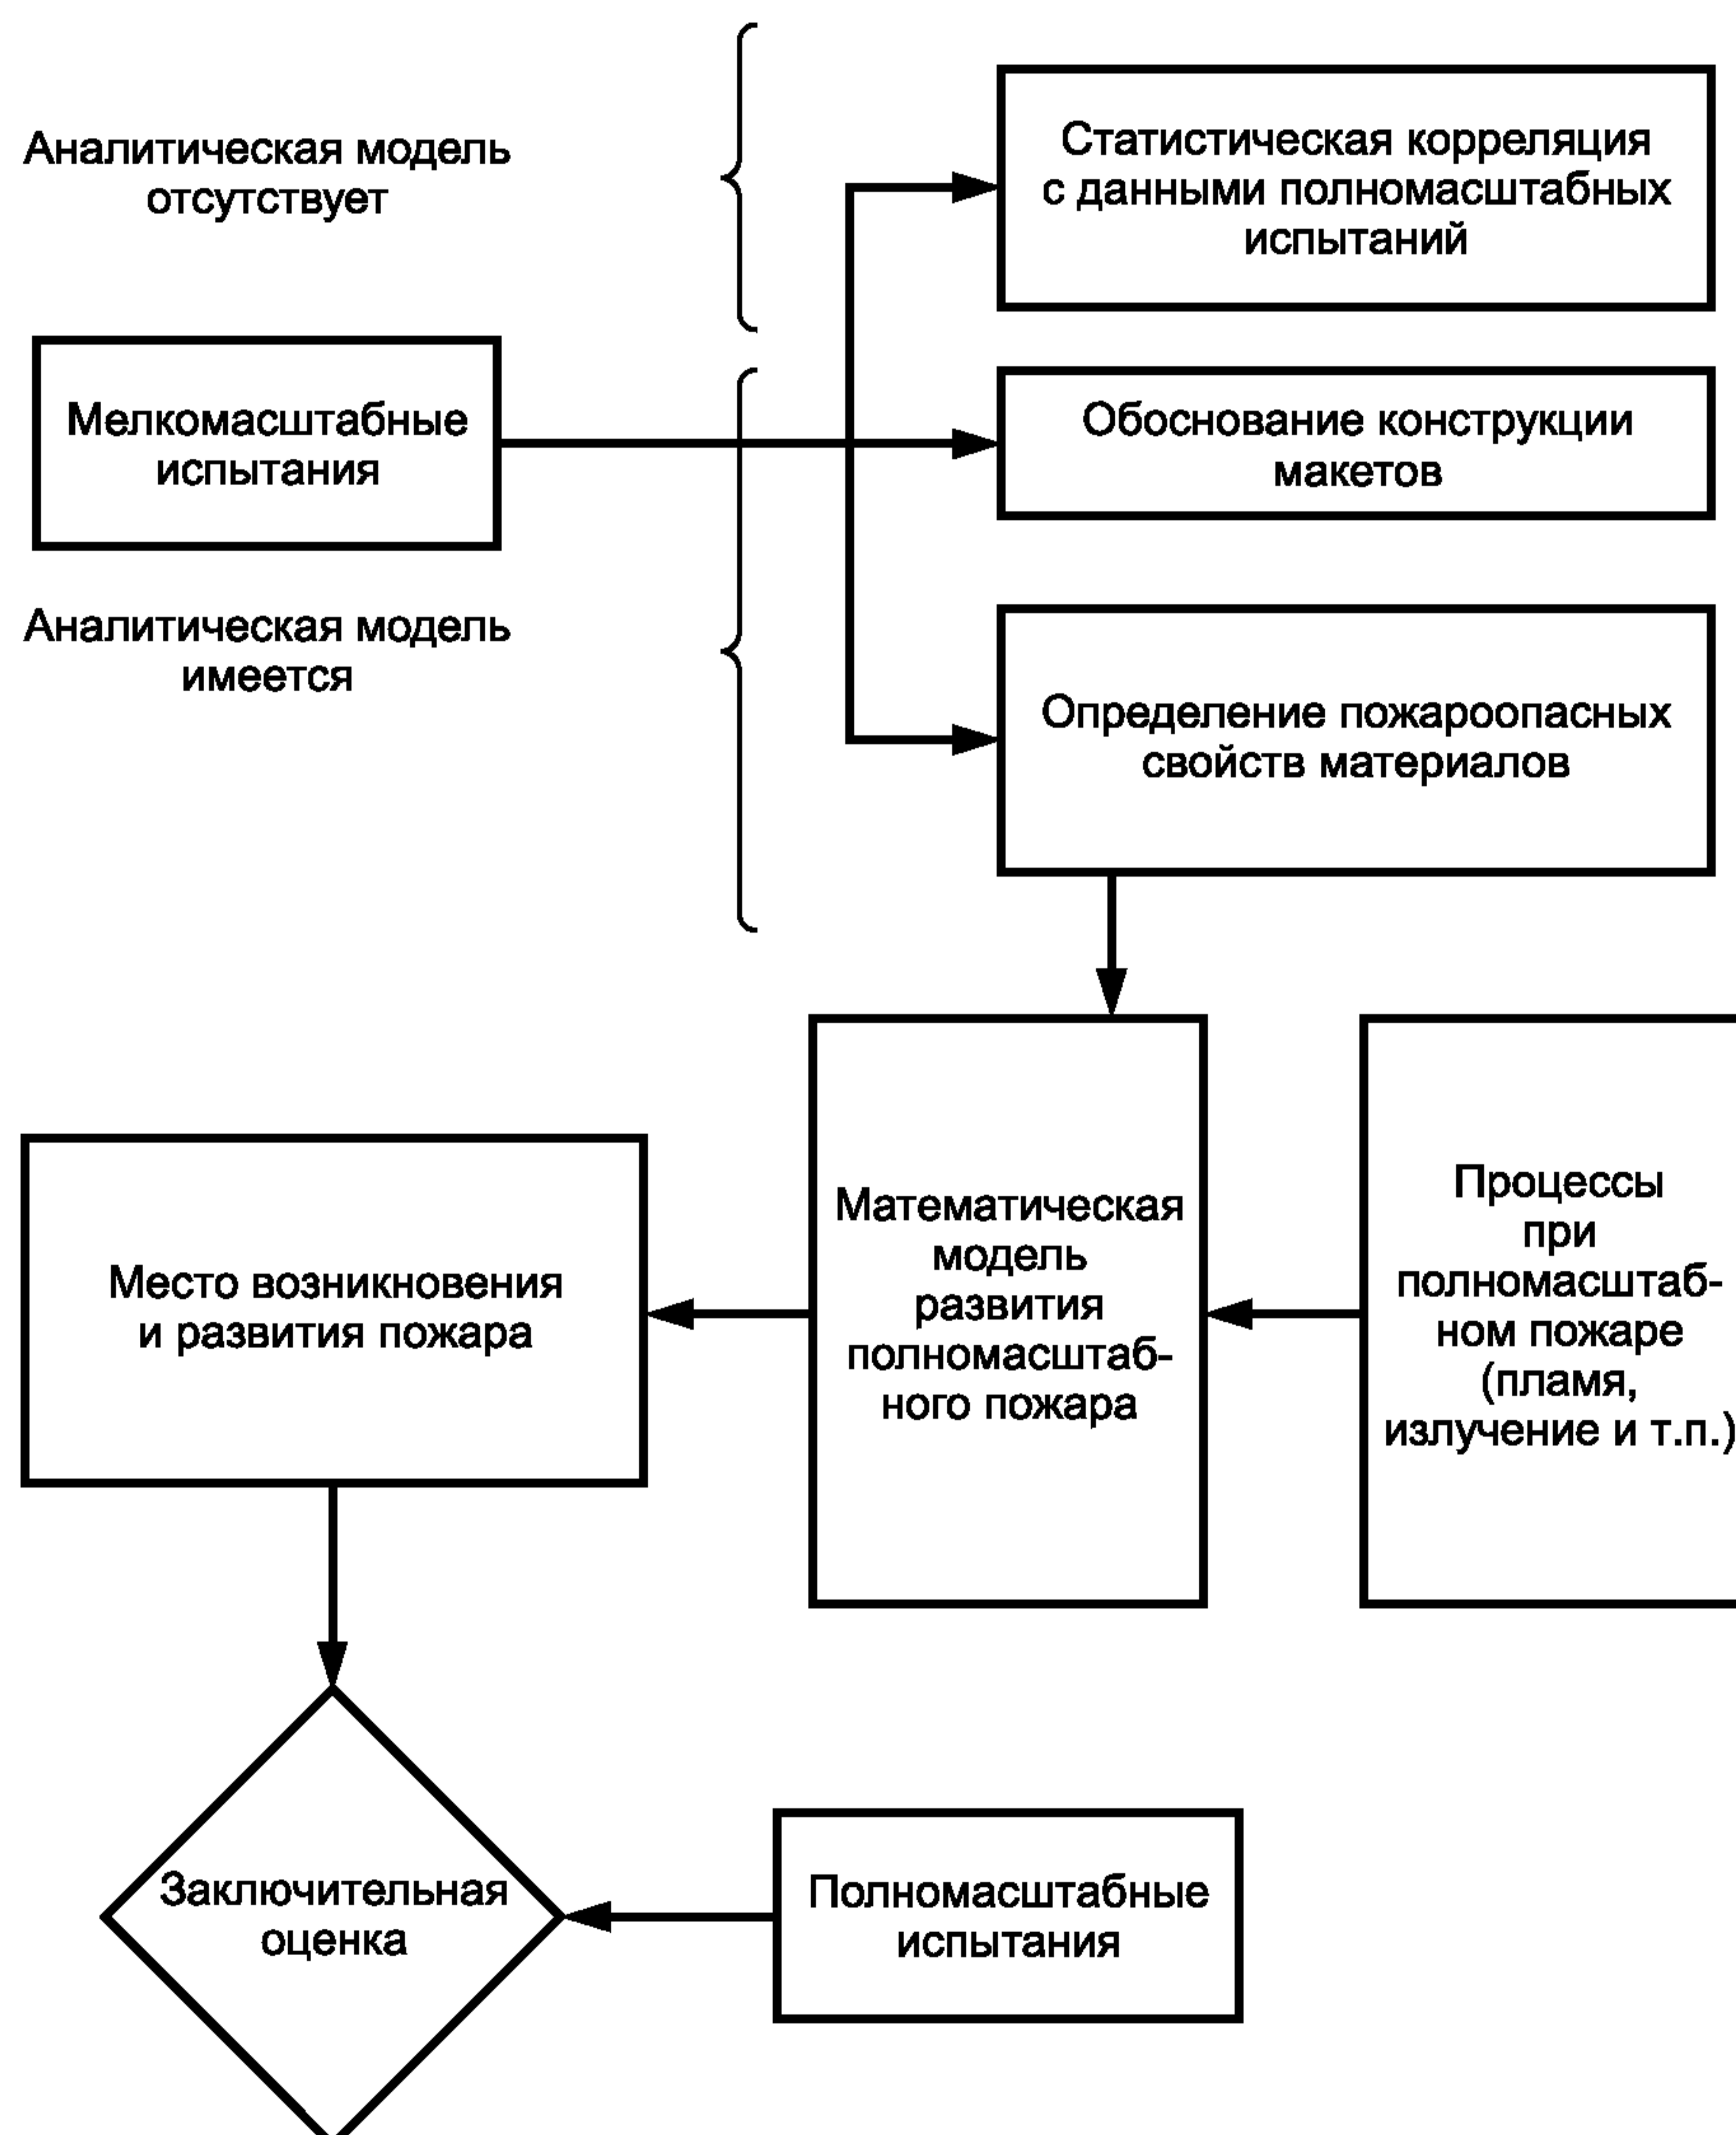 Аналитическая модель
отсутствует
Статистическая корреляция
с данными полномасштабных
испытаний
Мелкомасштабные
испытания
Обоснование конструкции
макетов
Аналитическая модель
имеется
Определение пожароопасных
свойств материалов
Место возникновения
и развития пожара
Математическая
модель
развития
полномасштаб-
ного пожара
Процессы
при
полномасштаб-
ном пожаре
(пламя,
излучение и т.п.)
Заключительная
оценка
Полномасштабные
испытания